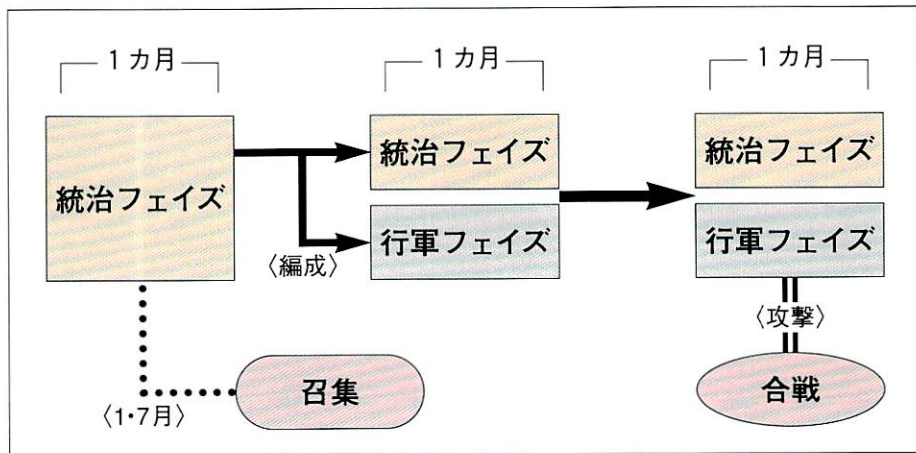 1カ月
1カ月
1カ月
統治フェイズ
統治フェイズ
統治フェイズ
行軍フェイズ
行軍フェイズ
〈編成〉
〈攻撃〉
召集
合戦
〈1・7月〉